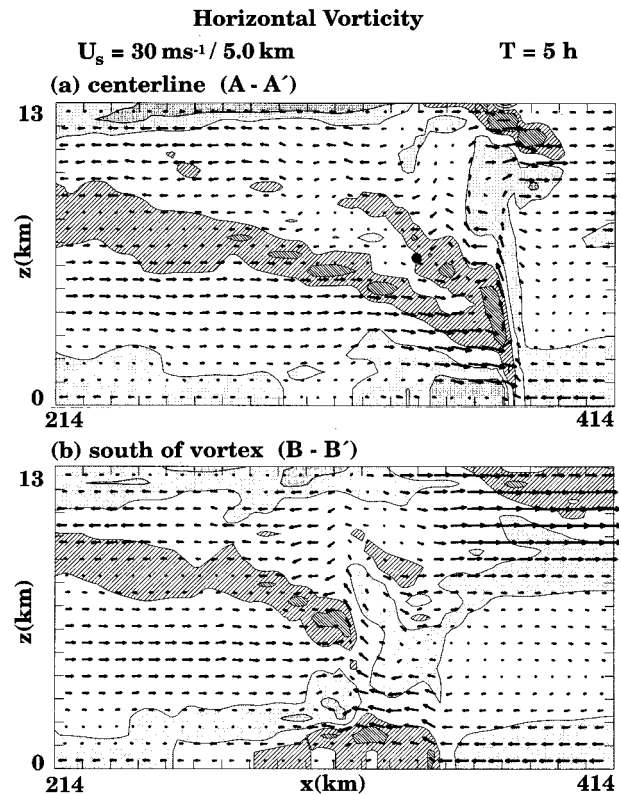 Horizontal Vorticity
Us = 30 ms-1 / 5.0 km T = 5 h
(a) centerline (A - A´)
13
z(km)
0
214 414
(b) south of vortex (B - B´)
13
z(km)
0
214 x(km) 414